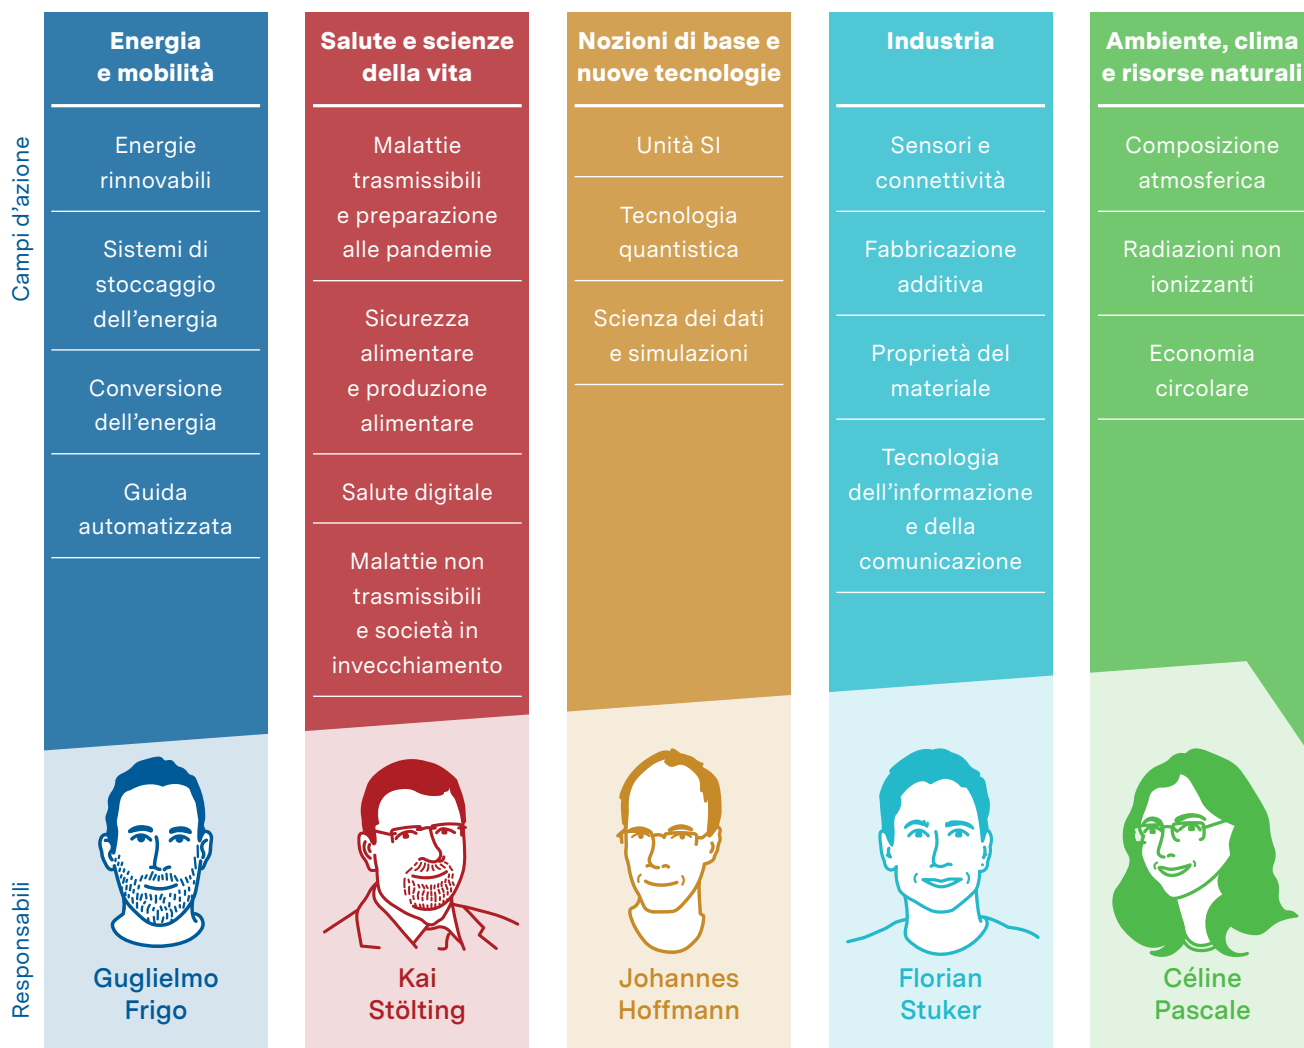 Energia
e mobilità
Campi d’azione
Energie
rinnovabili
Sistemi di
stoccaggio
dell’energia
Conversione
dell’energia
Guida
automatizzata
Responsabili
Guglielmo
Frigo
Salute e scienze
della vita
Malattie
trasmissibili
e preparazione
alle pandemie
Sicurezza
alimentare
e produzione
alimentare
Salute digitale
Malattie non
trasmissibili
e società in
invecchiamento
Kai
Stölting
Nozioni di base e
nuove tecnologie
Unità SI
Tecnologia
quantistica
Scienza dei dati
e simulazioni
Johannes
Hoffmann
Industria
Sensori e
connettività
Fabbricazione
additiva
Proprietà del
materiale
Tecnologia
dell’informazione
e della
comunicazione
Florian
Stuker
Ambiente, clima
e risorse naturali
Composizione
atmosferica
Radiazioni non
ionizzanti
Economia
circolare
Céline
Pascale